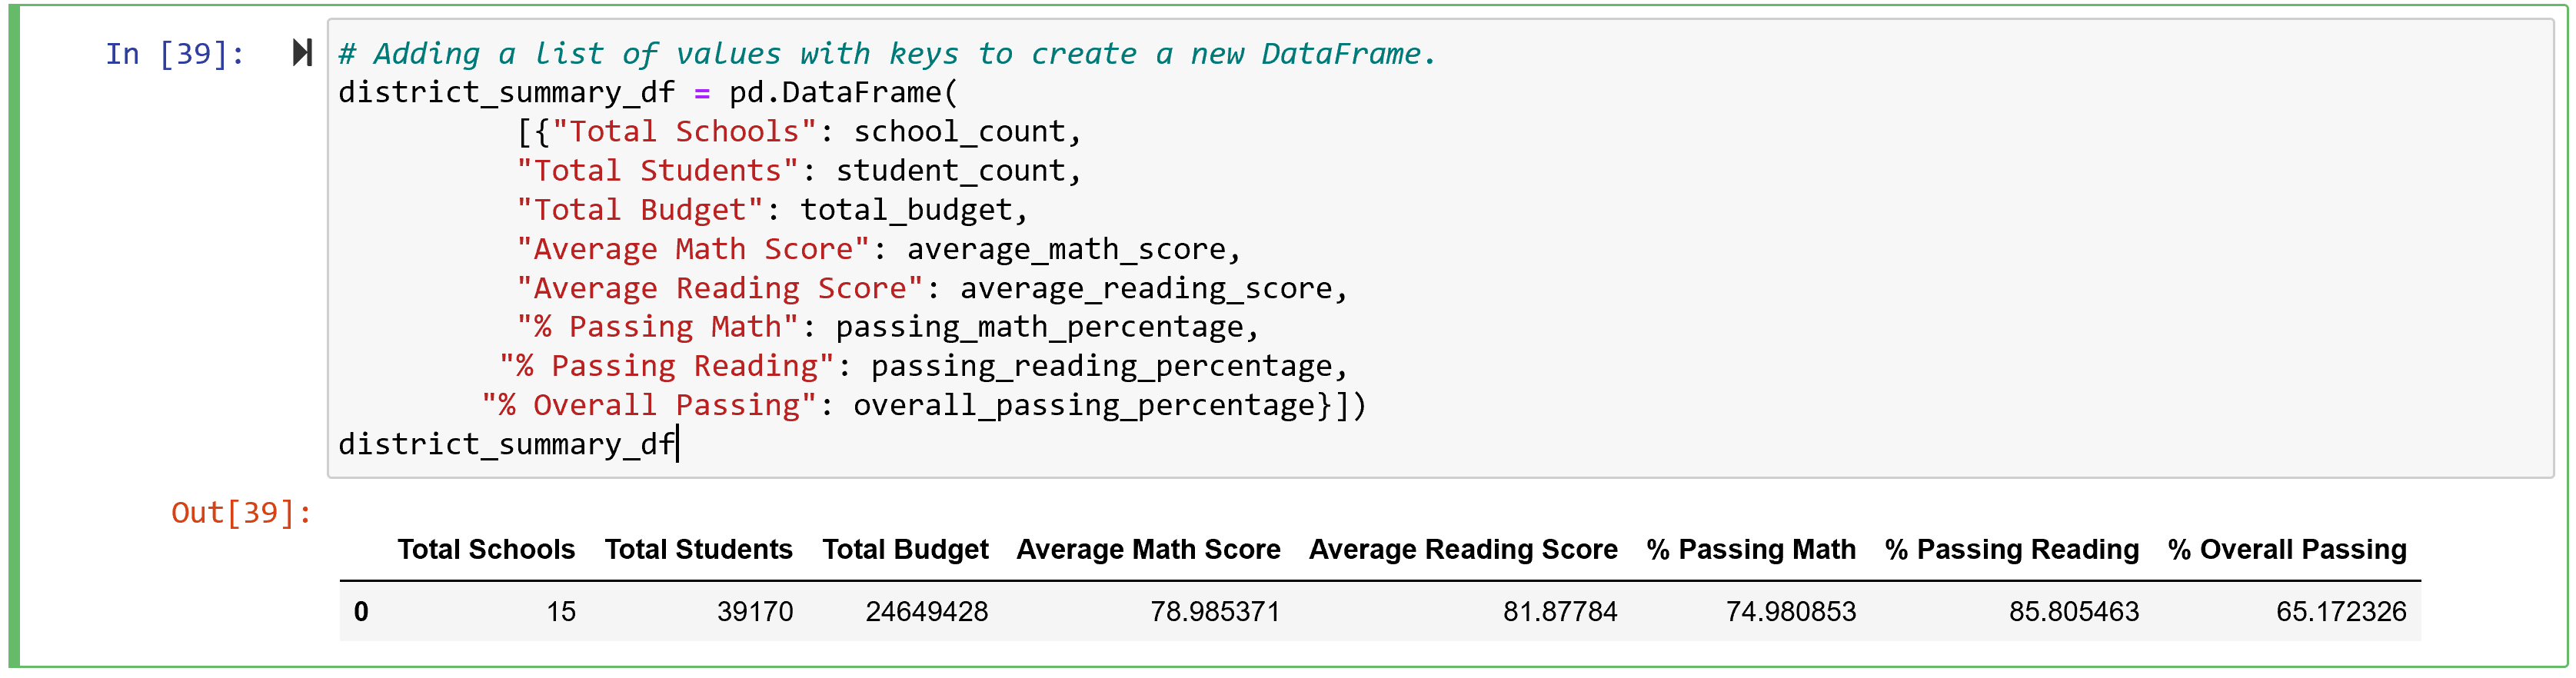 In [39]: # Adding a list of values with keys to create a new DataFrame.
district_summary_df = pd.DataFrame(
          [{"Total Schools": school_count,
          "Total Students": student_count,
          "Total Budget": total_budget,
          "Average Math Score": average_math_score,
          "Average Reading Score": average_reading_score,
          "% Passing Math": passing_math_percentage,
         "% Passing Reading": passing_reading_percentage,
        "% Overall Passing": overall_passing_percentage}])
district_summary_df
Out[39]:
Total Schools Total Students Total Budget Average Math Score Average Reading Score % Passing Math % Passing Reading % Overall Passing
0 15 39170 24649428 78.985371 81.87784 74.980853 85.805463 65.172326